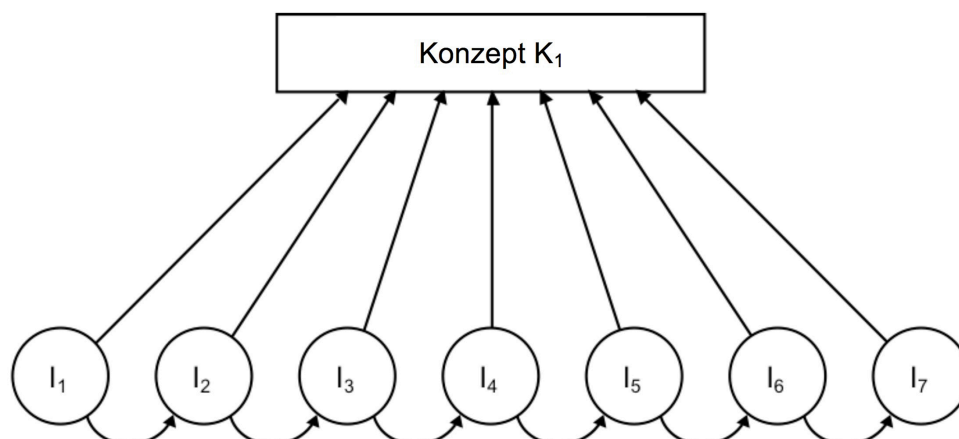 Konzept K₁
I₁ I₂ I₃ I₄ I₅ I₆ I₇